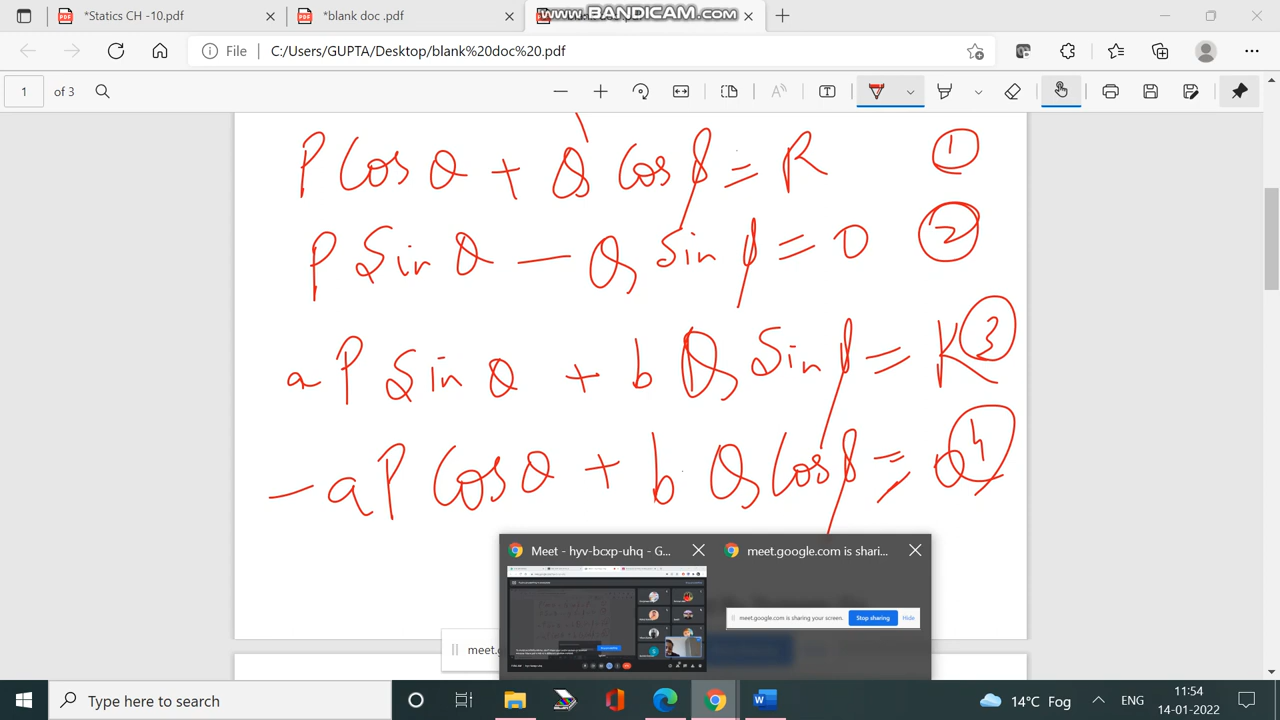 *Statics CH -10.pdf
*blank doc .pdf
WWW.BANDICAM.COM
File C:/Users/GUPTA/Desktop/blank%20doc%20.pdf
1 of 3
P Cos θ + Q Cos ϕ = R ①
P Sin θ - Q Sin ϕ = 0 ②
a P Sin θ + b Q Sin ϕ = K ③
- a P Cos θ + b Q Cos ϕ = 0 ④
Meet - hyv-bcxp-uhq - G...
meet.google.com is shari...
meet.google.com is sharing your screen. Stop sharing Hide
meet.g
Type here to search
14°C Fog
ENG
11:54
14-01-2022